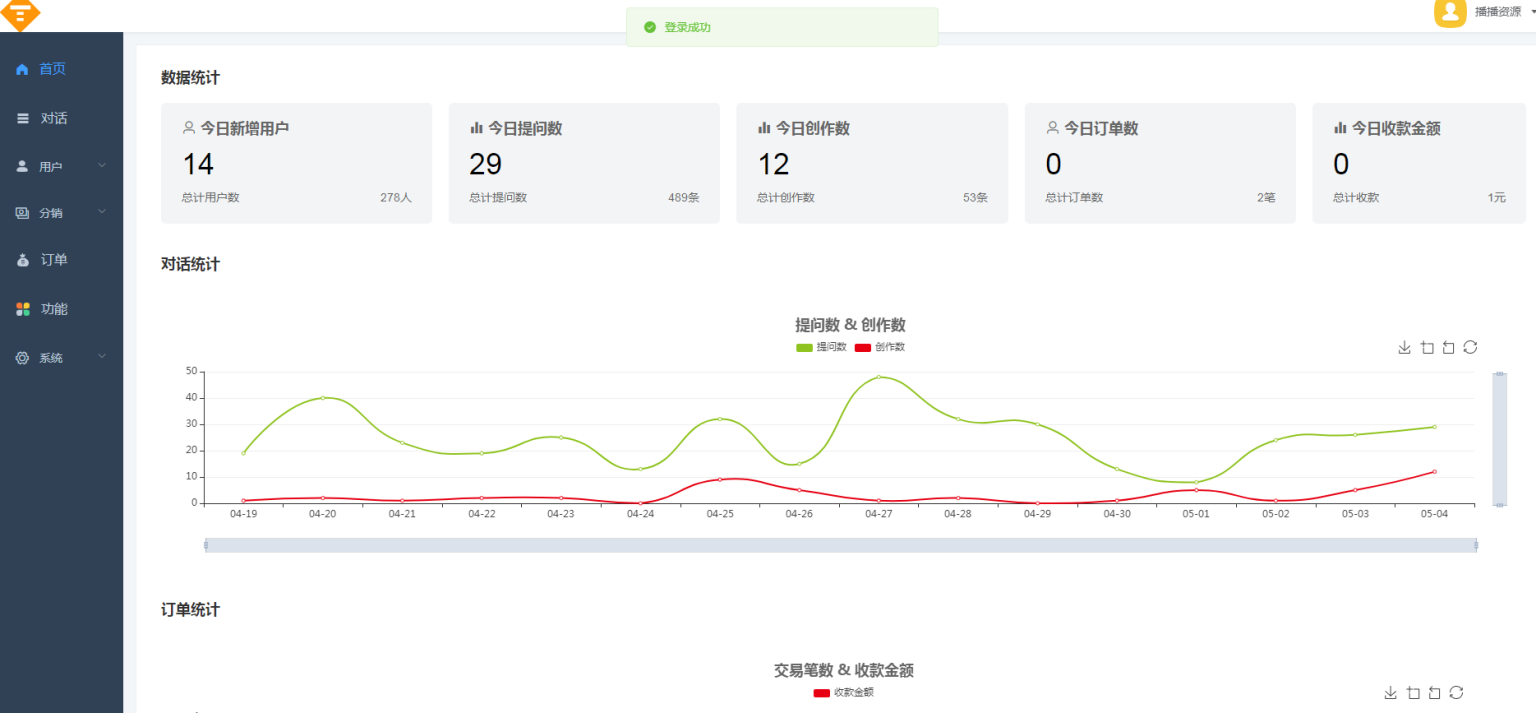 登录成功
播播资源
首页
对话
用户
分销
订单
功能
系统
数据统计
今日新增用户
14
总计用户数 278人
今日提问数
29
总计提问数 489条
今日创作数
12
总计创作数 53条
今日订单数
0
总计订单数 2笔
今日收款金额
0
总计收款 1元
对话统计
提问数 & 创作数
提问数 创作数
50
40
30
20
10
0
04-19 04-20 04-21 04-22 04-23 04-24 04-25 04-26 04-27 04-28 04-29 04-30 05-01 05-02 05-03 05-04
订单统计
交易笔数 & 收款金额
收款金额